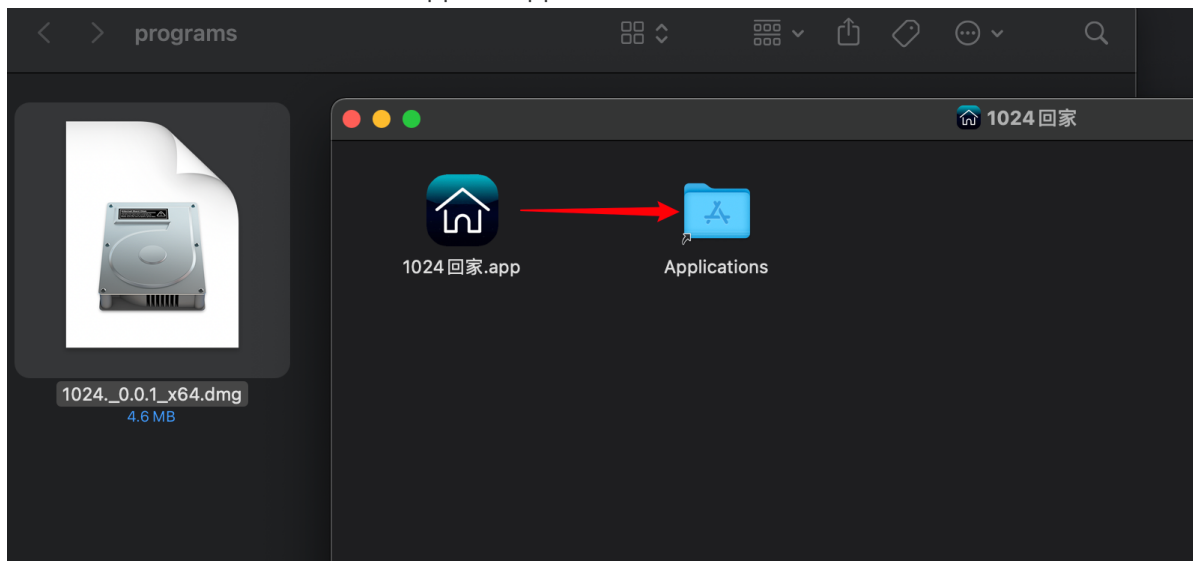 programs
1024回家
1024回家.app
Applications
1024._0.0.1_x64.dmg
4.6 MB